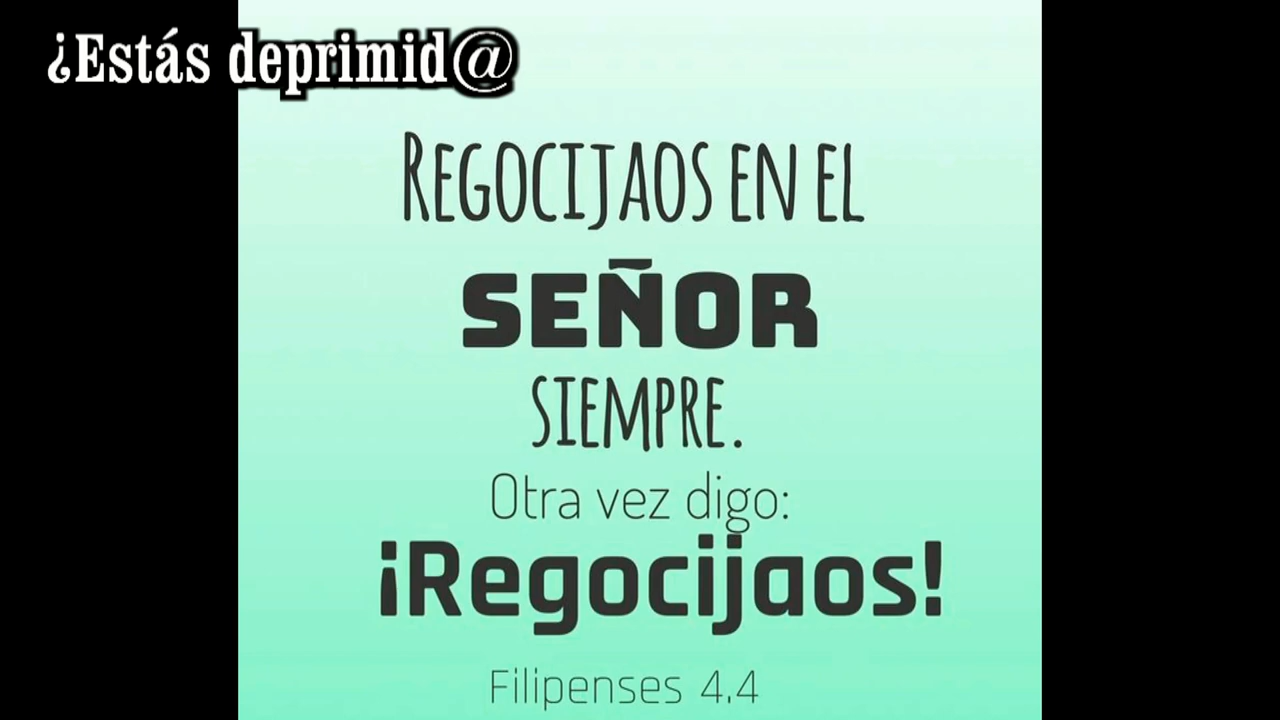 ¿Estás deprimid@
REGOCIJAOS EN EL
SEÑOR
SIEMPRE.
Otra vez digo:
¡Regocijaos!
Filipenses 4.4